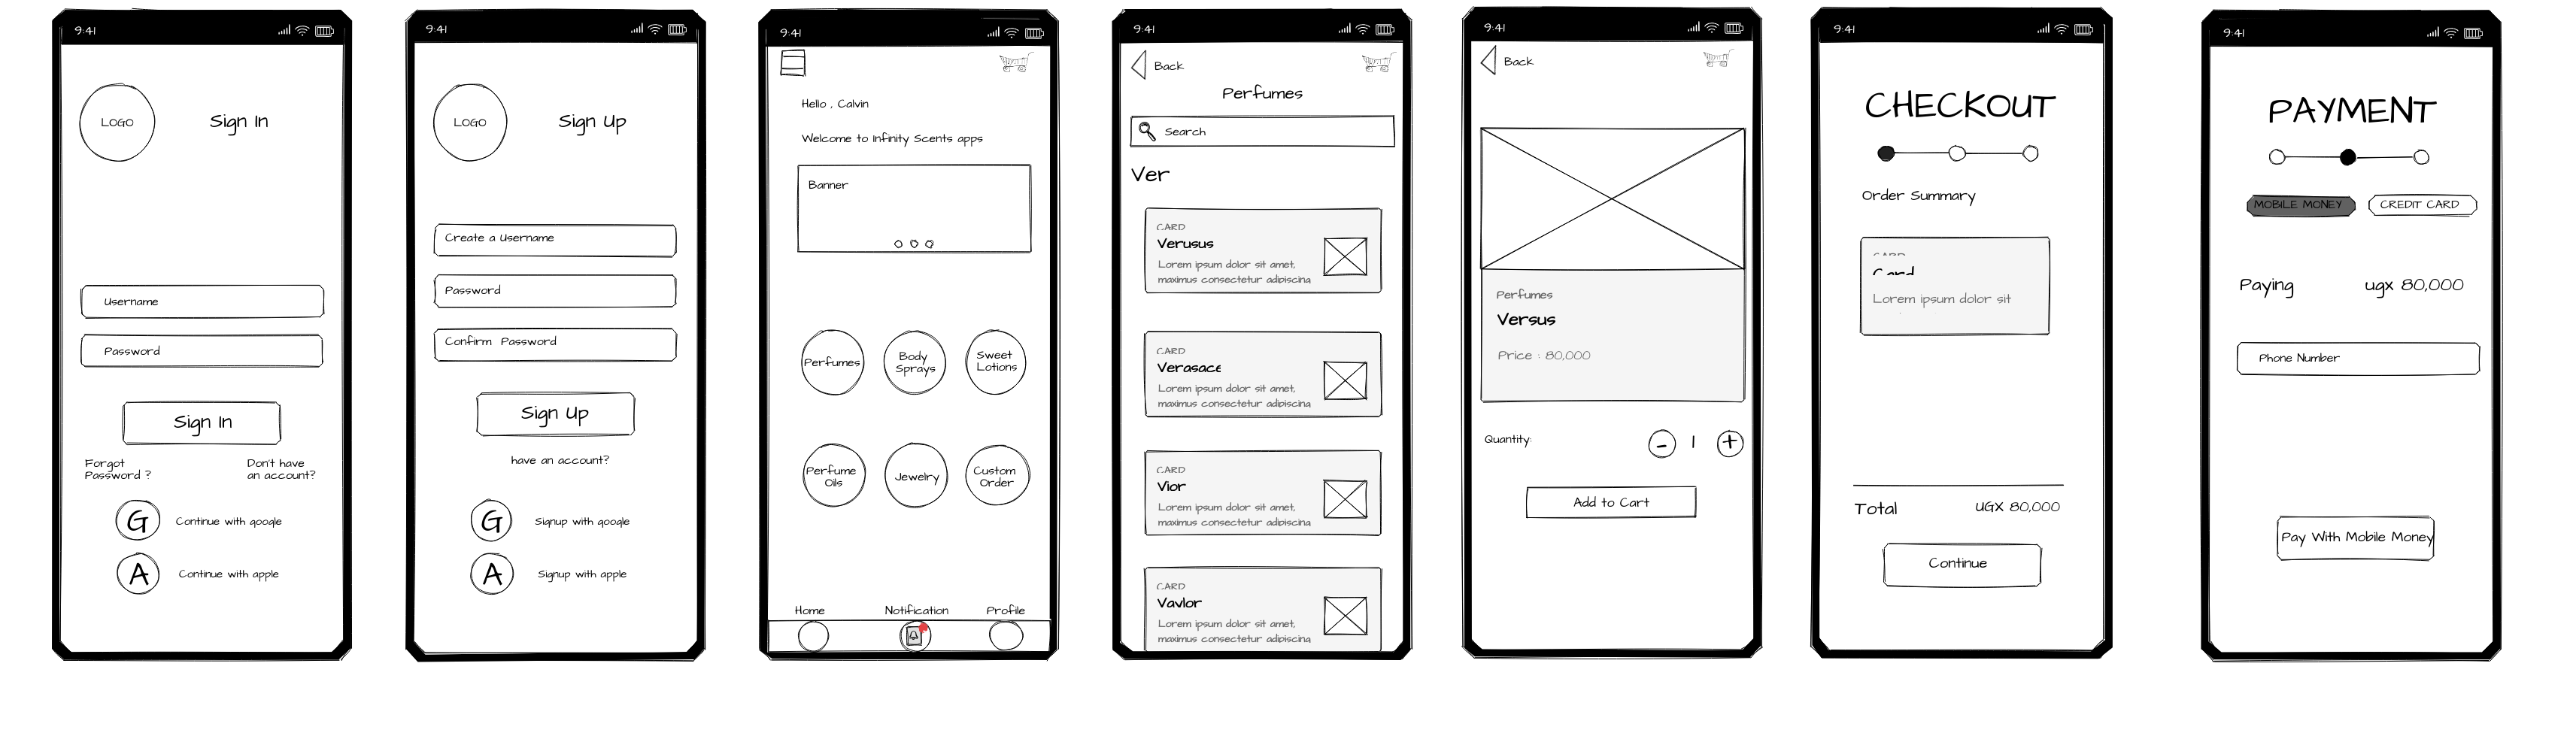 9:41
LOGO
Sign In
Username
Password
Sign In
Forgot
Password ?
Don't have
an account?
G
Continue with google
A
Continue with apple
9:41
LOGO
Sign Up
Create a Username
Password
Confirm Password
Sign Up
have an account?
G
Signup with google
A
Signup with apple
9:41
Hello , Calvin
Welcome to Infinity Scents apps
Banner
Perfumes
Body
Sprays
Sweet
Lotions
Perfume
Oils
Jewelry
Custom
Order
Home
Notification
Profile
9:41
Back
Perfumes
Search
Ver
CARD
Verusus
Lorem ipsum dolor sit amet,
maximus consectetur adipiscing
CARD
Verasace
Lorem ipsum dolor sit amet,
maximus consectetur adipiscing
CARD
Vior
Lorem ipsum dolor sit amet,
maximus consectetur adipiscing
CARD
Vavlor
Lorem ipsum dolor sit amet,
maximus consectetur adipiscing
9:41
Back
Perfumes
Versus
Price : 80,000
Quantity:
- 1 +
Add to Cart
9:41
CHECKOUT
Order Summary
CARD
Card
Lorem ipsum dolor sit
Total
UGX 80,000
Continue
9:41
PAYMENT
MOBILE MONEY
CREDIT CARD
Paying
ugx 80,000
Phone Number
Pay With Mobile Money